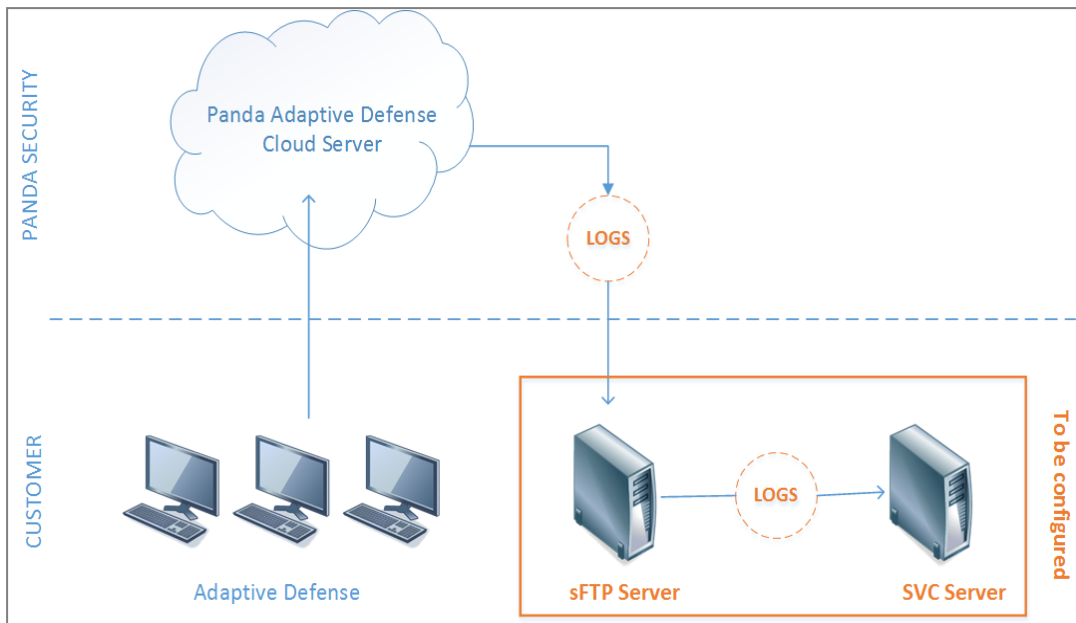 PANDA SECURITY
Panda Adaptive Defense
Cloud Server
LOGS
CUSTOMER
Adaptive Defense
sFTP Server
LOGS
SVC Server
To be configured